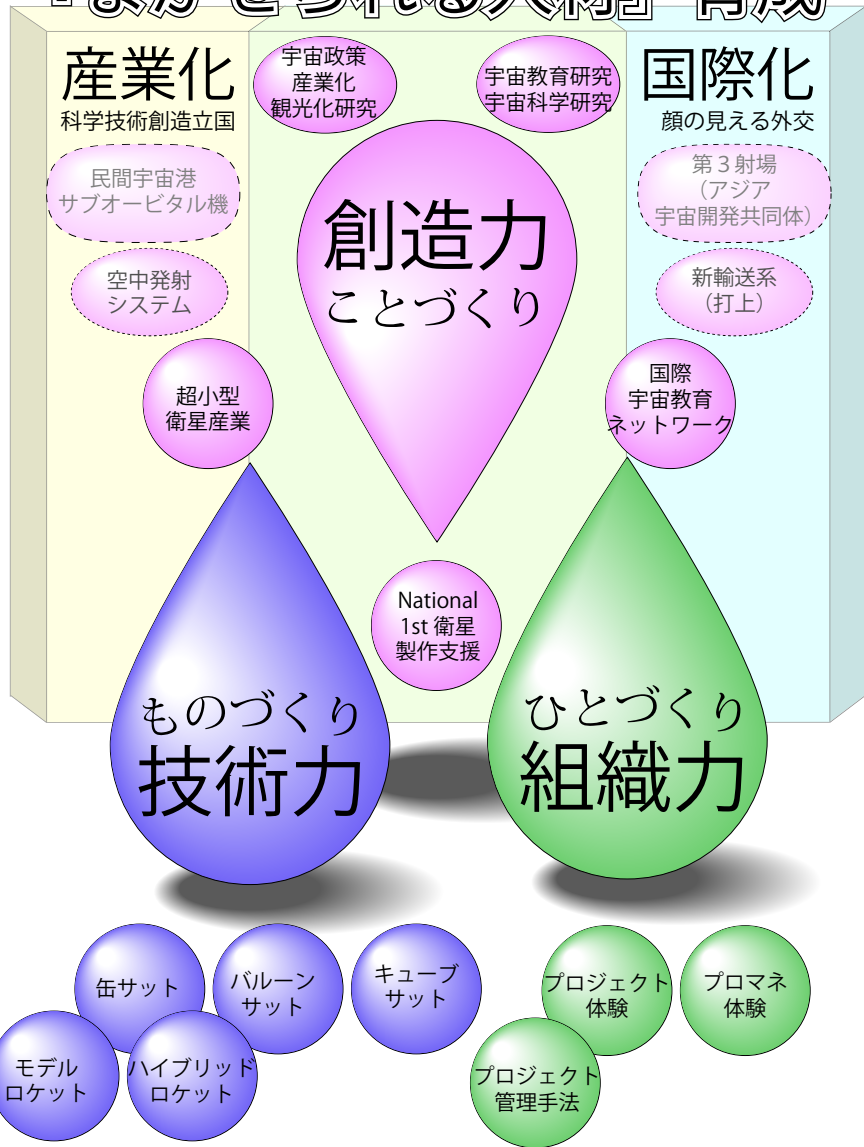 『まかせられる人材』育成
産業化
科学技術創造立国
宇宙政策
産業化
観光化研究
宇宙教育研究
宇宙科学研究
国際化
顔の見える外交
民間宇宙港
サブオービタル機
第３射場
（アジア
宇宙開発共同体）
空中発射
システム
新輸送系
（打上）
創造力
ことづくり
超小型
衛星産業
国際
宇宙教育
ネットワーク
National
1st 衛星
製作支援
ものづくり
技術力
ひとづくり
組織力
缶サット
バルーン
サット
キューブ
サット
プロジェクト
体験
プロマネ
体験
モデル
ロケット
ハイブリッド
ロケット
プロジェクト
管理手法